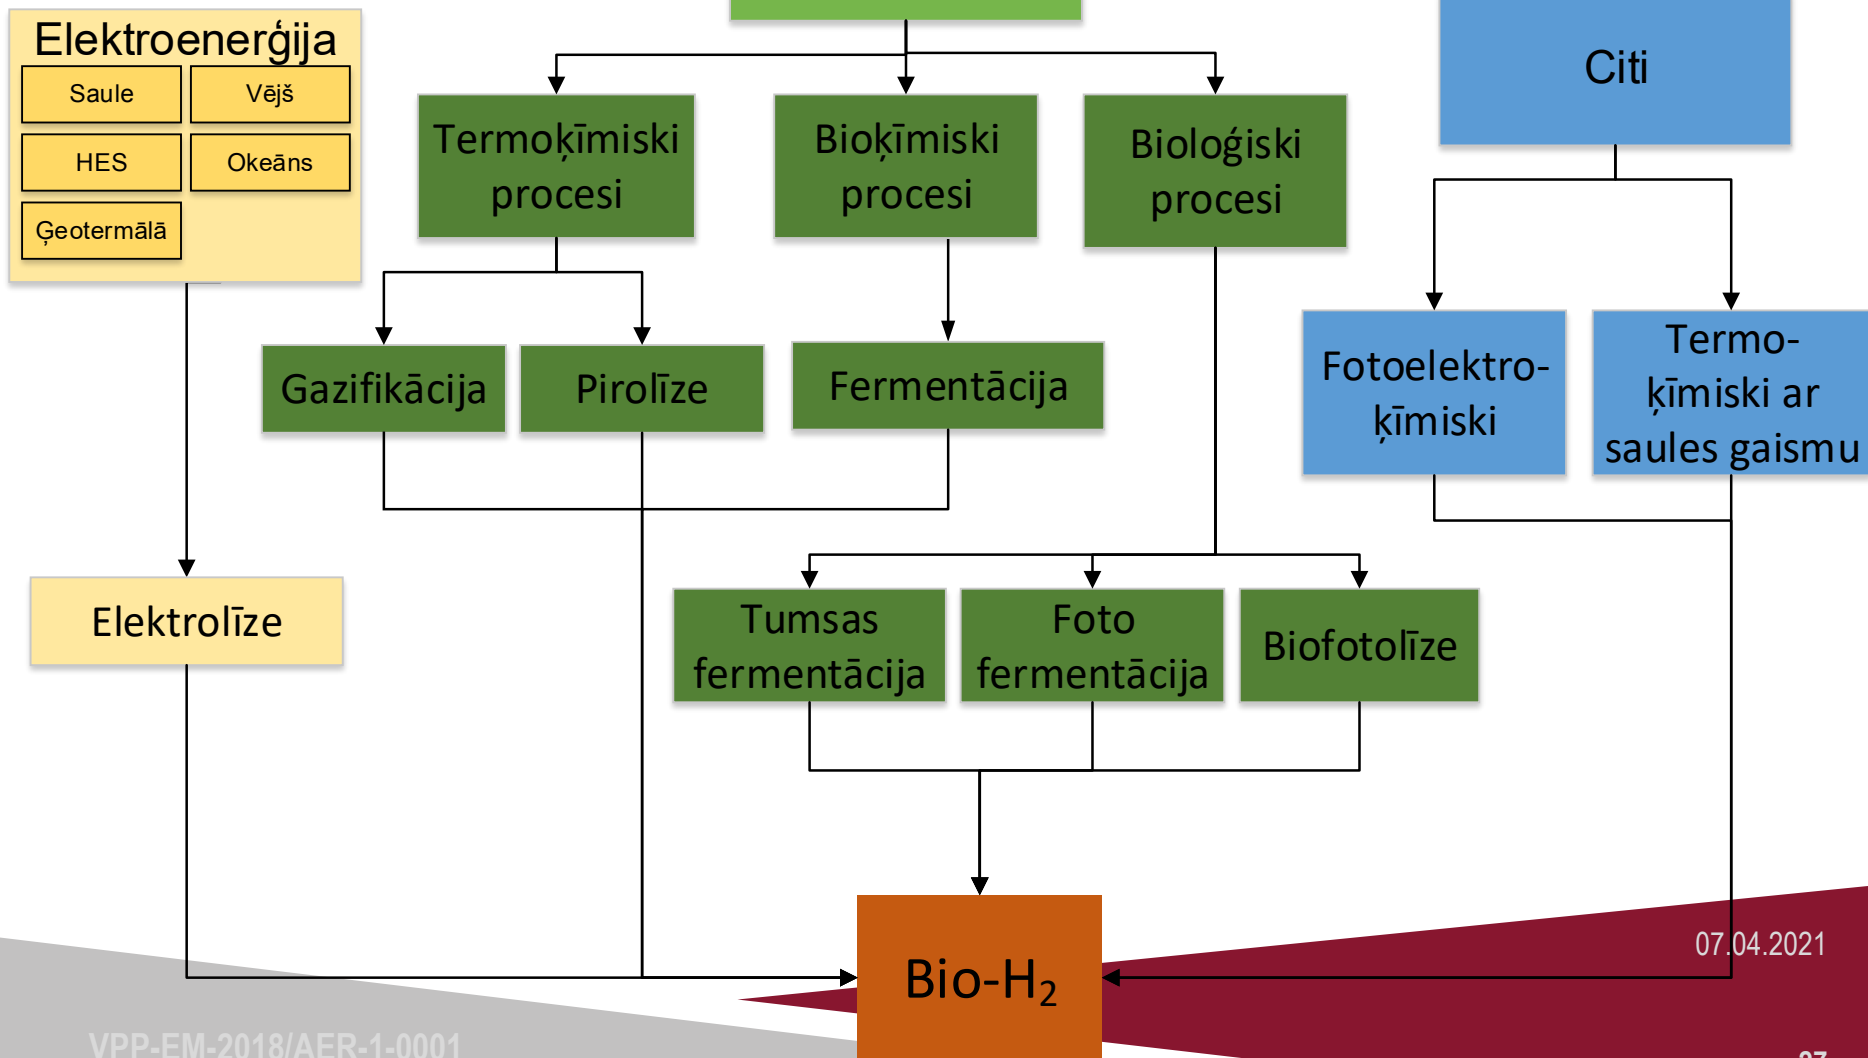 Elektroenerģija
Saule
Vējš
HES
Okeāns
Ģeotermālā
Citi
Termoķīmiski
procesi
Bioķīmiski
procesi
Bioloģiski
procesi
Gazifikācija
Pirolīze
Fermentācija
Fotoelektro-
ķīmiski
Termo-
ķīmiski ar
saules gaismu
Elektrolīze
Tumsas
fermentācija
Foto
fermentācija
Biofotolīze
Bio-H₂
07.04.2021
VPP-EM-2018/AER-1-0001
27